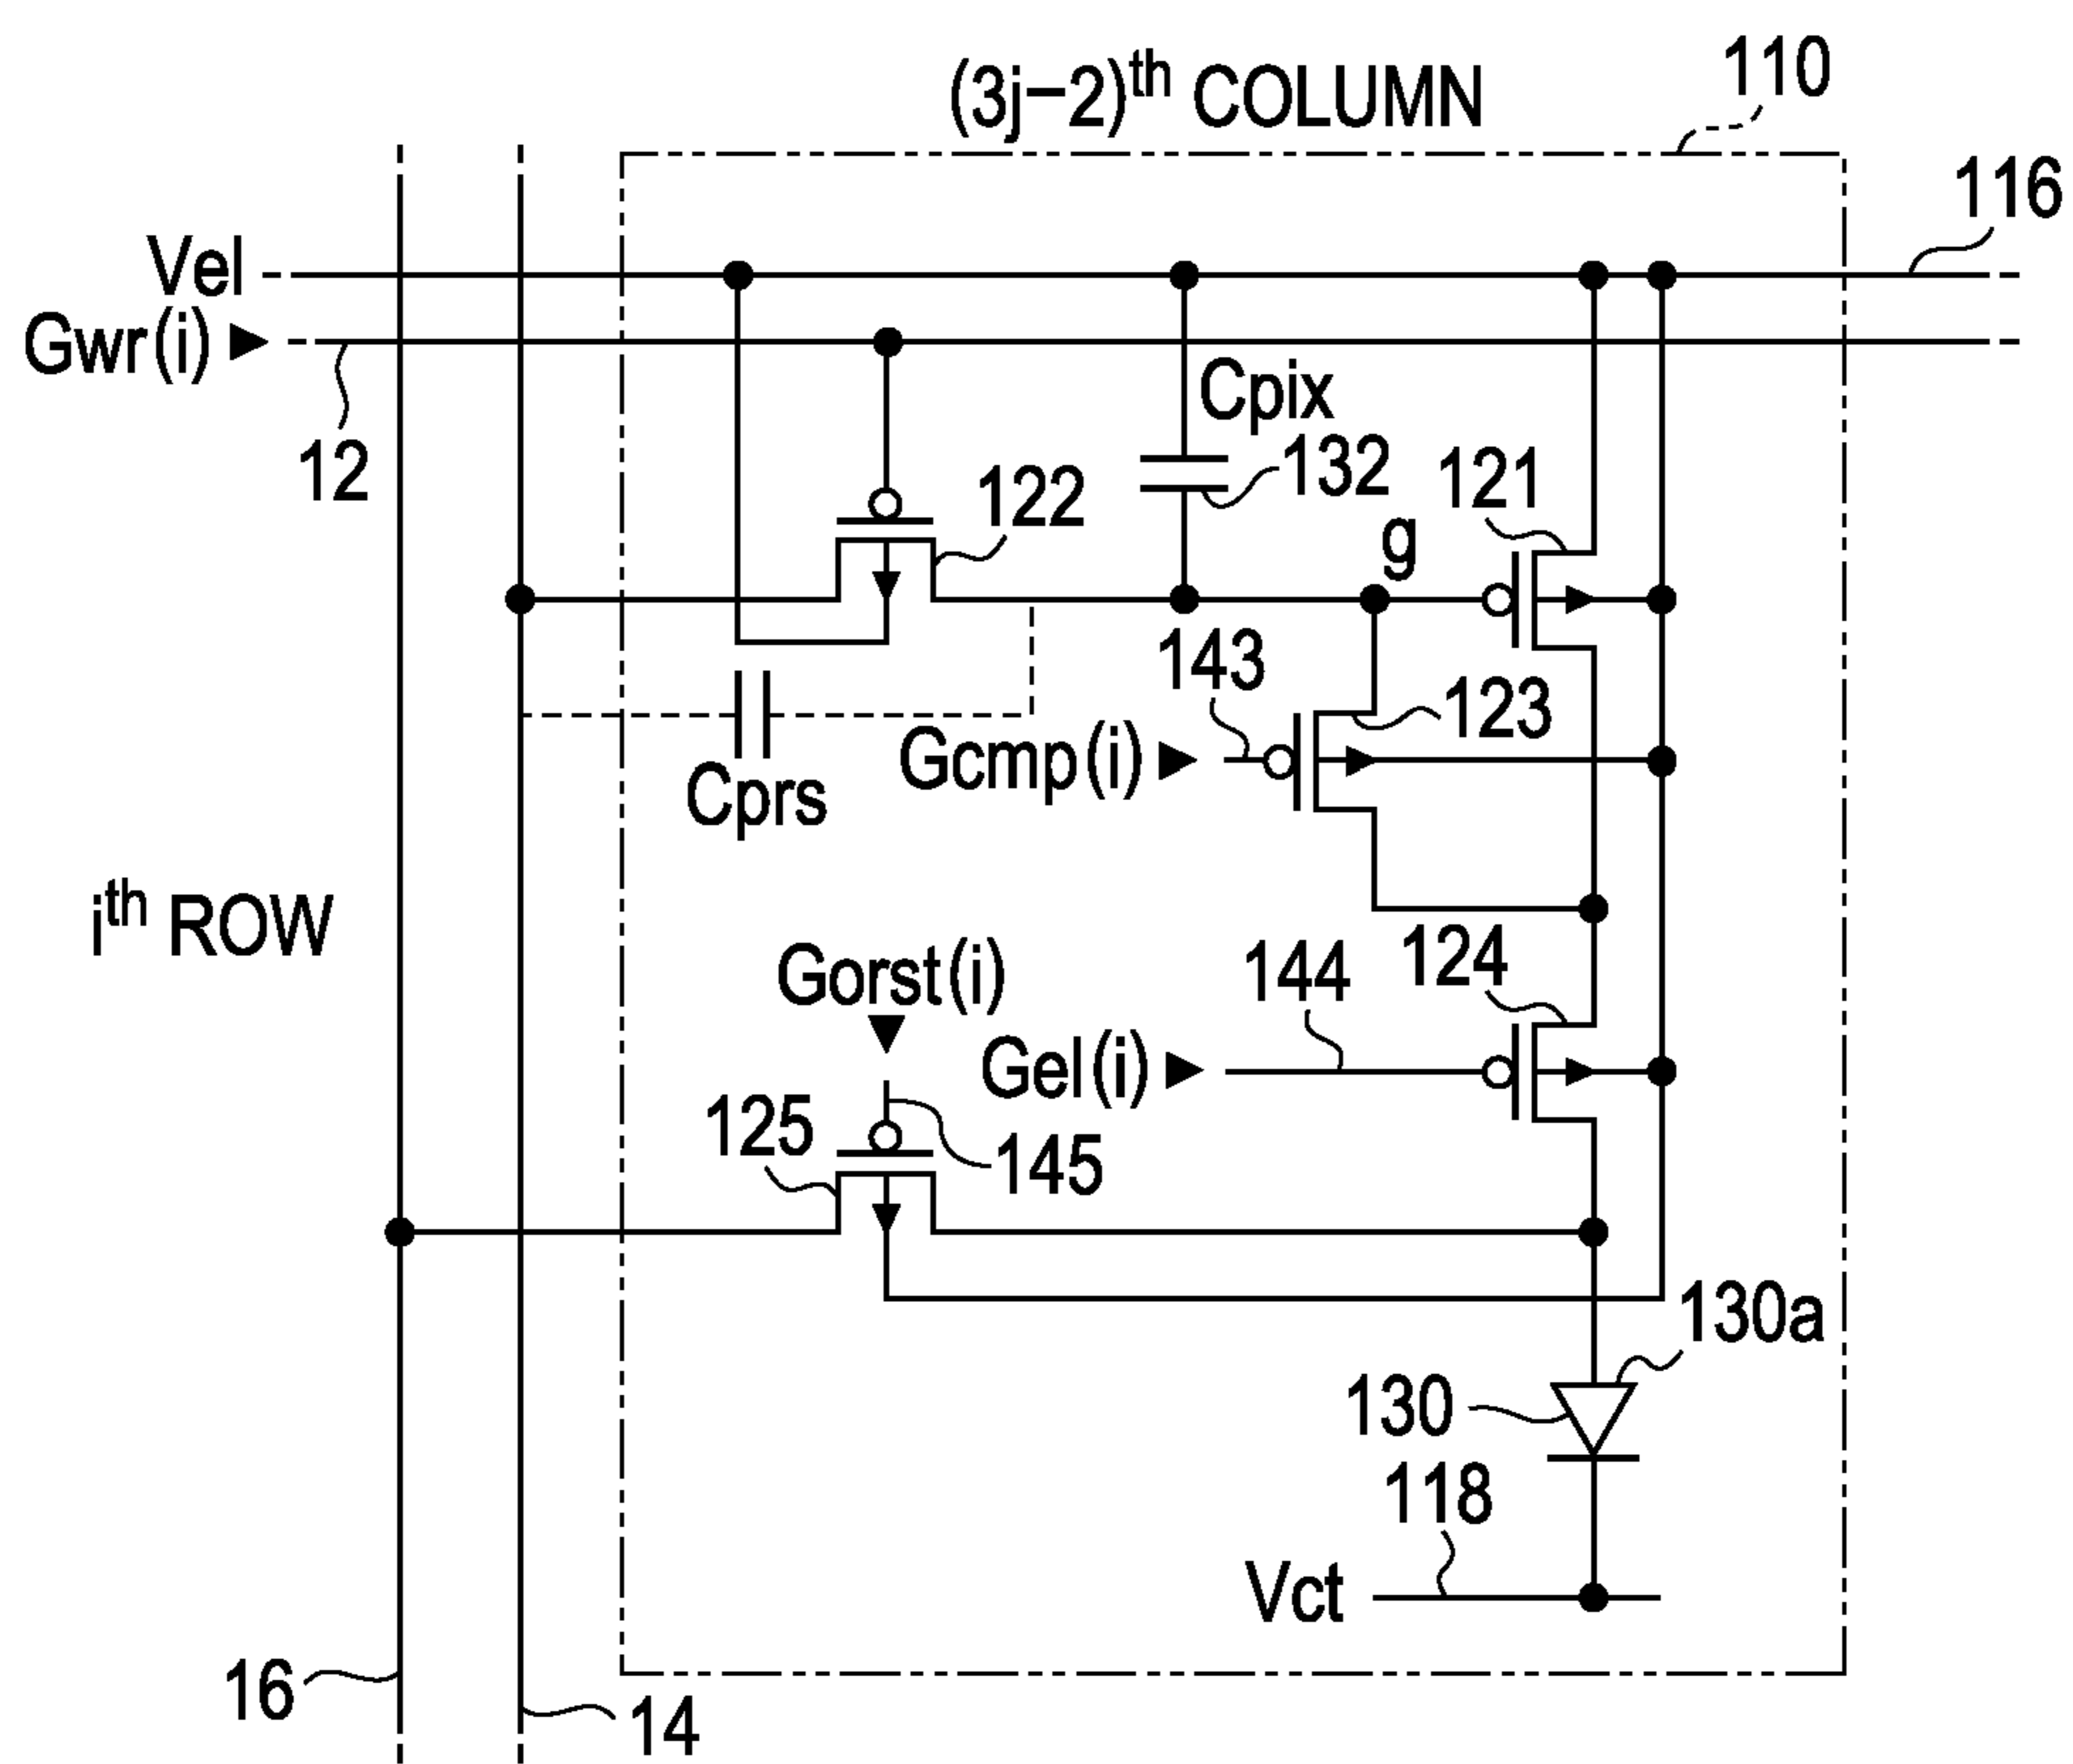 (3j−2)th COLUMN
110
116
Vel
Gwr(i)
12
Cpix
132
121
122
g
143
123
Gcmp(i)
Cprs
ith ROW
Gorst(i)
144
124
Gel(i)
125
145
130a
130
118
Vct
16
14